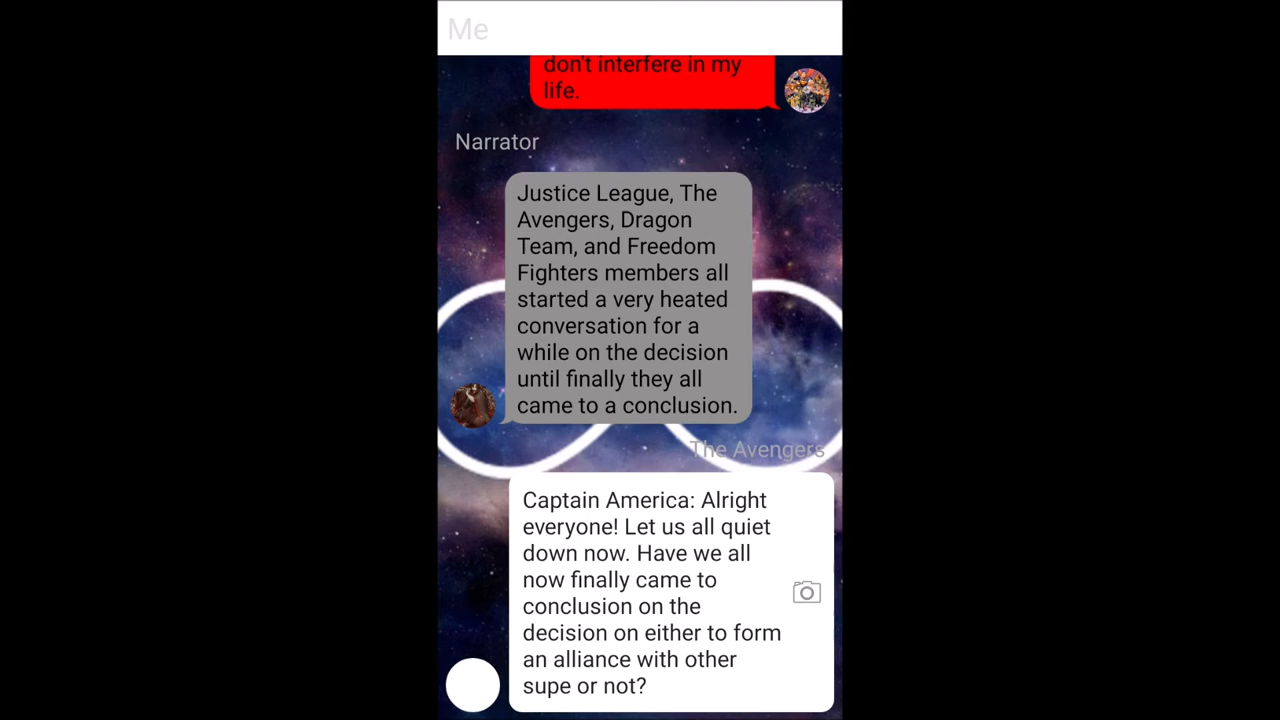 Me
don't interfere in my
life.
Narrator
Justice League, The
Avengers, Dragon
Team, and Freedom
Fighters members all
started a very heated
conversation for a
while on the decision
until finally they all
came to a conclusion.
The Avengers
Captain America: Alright
everyone! Let us all quiet
down now. Have we all
now finally came to
conclusion on the
decision on either to form
an alliance with other
supe or not?